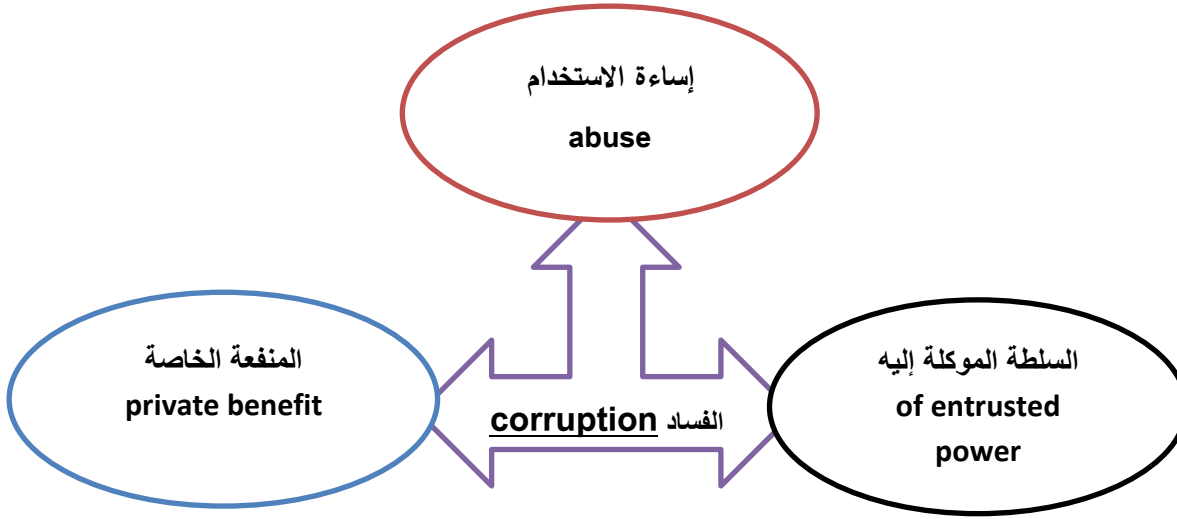 إساءة الاستخدام
abuse
المنفعة الخاصة
private benefit
السلطة الموكلة إليه
of entrusted
power
الفساد corruption